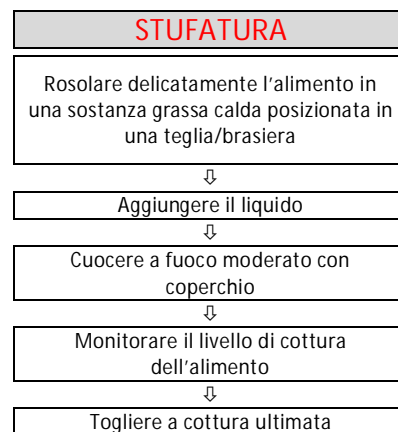 STUFATURA
Rosolare delicatamente l'alimento in
una sostanza grassa calda posizionata in
una teglia/brasiera
⇩
Aggiungere il liquido
⇩
Cuocere a fuoco moderato con
coperchio
⇩
Monitorare il livello di cottura
dell'alimento
⇩
Togliere a cottura ultimata